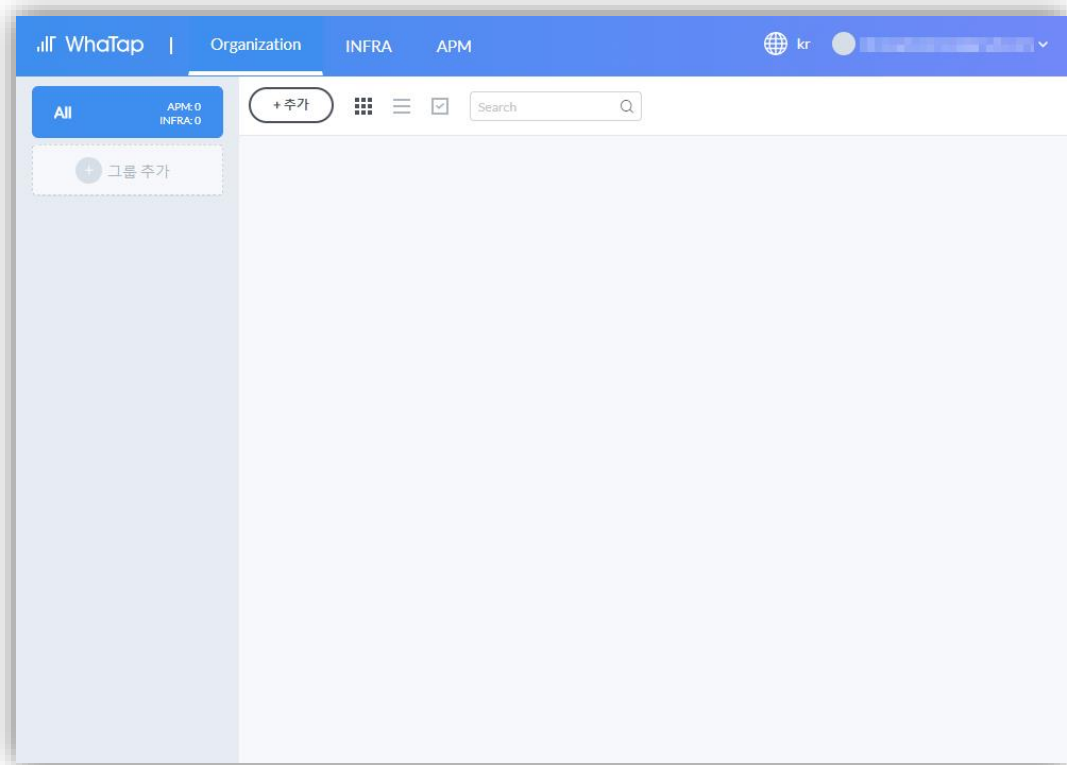 WhaTap | Organization INFRA APM kr
All APM: 0
INFRA: 0
+ 추가 Search
+ 그룹 추가